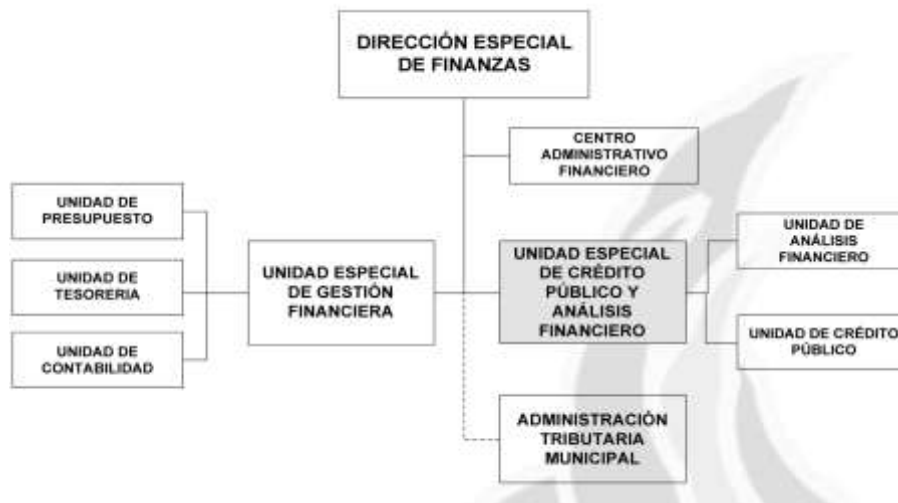 DIRECCIÓN ESPECIAL
DE FINANZAS
CENTRO
ADMINISTRATIVO
FINANCIERO
UNIDAD DE
PRESUPUESTO
UNIDAD DE
TESORERIA
UNIDAD DE
CONTABILIDAD
UNIDAD ESPECIAL
DE GESTIÓN
FINANCIERA
UNIDAD ESPECIAL
DE CRÉDITO
PÚBLICO Y
ANÁLISIS
FINANCIERO
UNIDAD DE
ANÁLISIS
FINANCIERO
UNIDAD DE CRÉDITO
PÚBLICO
ADMINISTRACIÓN
TRIBUTARIA
MUNICIPAL